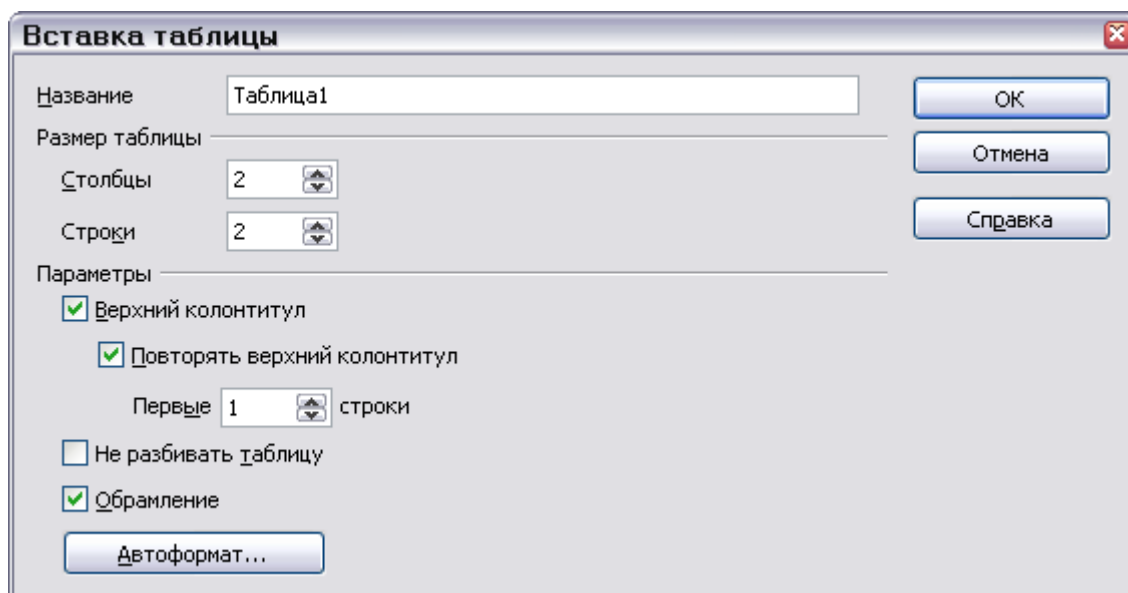 Вставка таблицы
Название Таблица1
Размер таблицы
Столбцы 2
Строки 2
Параметры
Верхний колонтитул
Повторять верхний колонтитул
Первые 1 строки
Не разбивать таблицу
Обрамление
Автоформат...
OK
Отмена
Справка